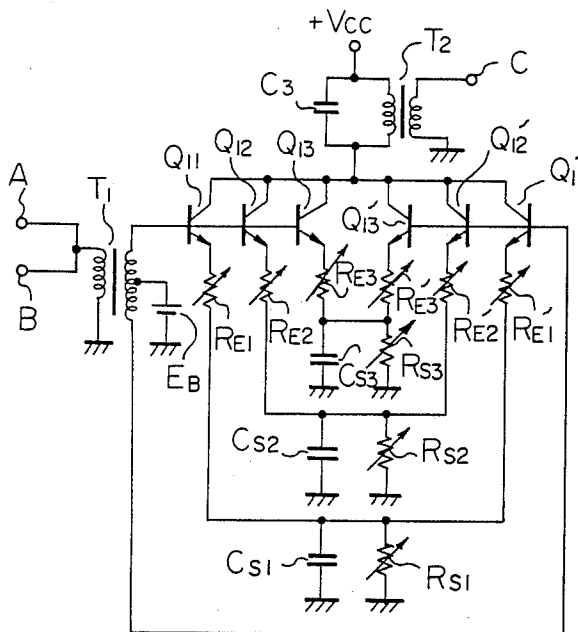 +Vcc
T2
C
C3
Q11
Q12
Q13
Q12'
Q1'
A
T1
Q13'
B
RE3
RE3'
RE1
RE2
RE2'
RE1'
EB
CS3
RS3
CS2
RS2
CS1
RS1